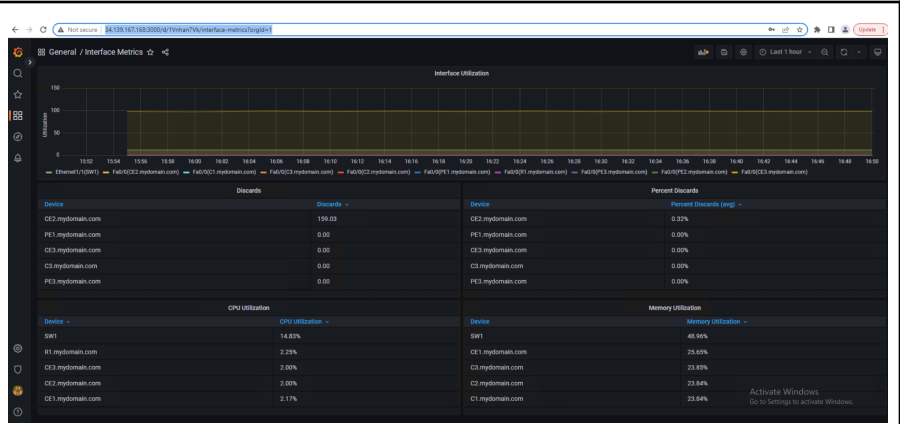 Not secure | 34.139.167.168:3000/d/1Vnhan7Vk/interface-metrics?orgId=1
Update
General / Interface Metrics
Last 1 hour
Interface Utilization
150
100
50
0
Utilization
15:52 15:54 15:56 15:58 16:00 16:02 16:04 16:06 16:08 16:10 16:12 16:14 16:16 16:18 16:20 16:22 16:24 16:26 16:28 16:30 16:32 16:34 16:36 16:38 16:40 16:42 16:44 16:46 16:48 16:50
Ethernet1/1(SW1) Fa0/0(CE2.mydomain.com) Fa0/0(C1.mydomain.com) Fa0/0(C3.mydomain.com) Fa0/0(C2.mydomain.com) Fa0/0(PE1.mydomain.com) Fa0/0(R1.mydomain.com) Fa0/0(PE3.mydomain.com) Fa0/0(PE2.mydomain.com) Fa0/0(CE3.mydomain.com)
Discards
Device Discards
CE2.mydomain.com 159.03
PE1.mydomain.com 0.00
CE3.mydomain.com 0.00
C3.mydomain.com 0.00
PE3.mydomain.com 0.00
Percent Discards
Device Percent Discards (avg)
CE2.mydomain.com 0.32%
PE1.mydomain.com 0.00%
CE3.mydomain.com 0.00%
C3.mydomain.com 0.00%
PE3.mydomain.com 0.00%
CPU Utilization
Device CPU Utilization
SW1 14.83%
R1.mydomain.com 2.25%
CE3.mydomain.com 2.00%
CE2.mydomain.com 2.00%
CE1.mydomain.com 2.17%
Memory Utilization
Device Memory Utilization
SW1 48.96%
CE1.mydomain.com 25.65%
C3.mydomain.com 23.85%
C2.mydomain.com 23.84%
C1.mydomain.com 23.84%
Activate Windows
Go to Settings to activate Windows.